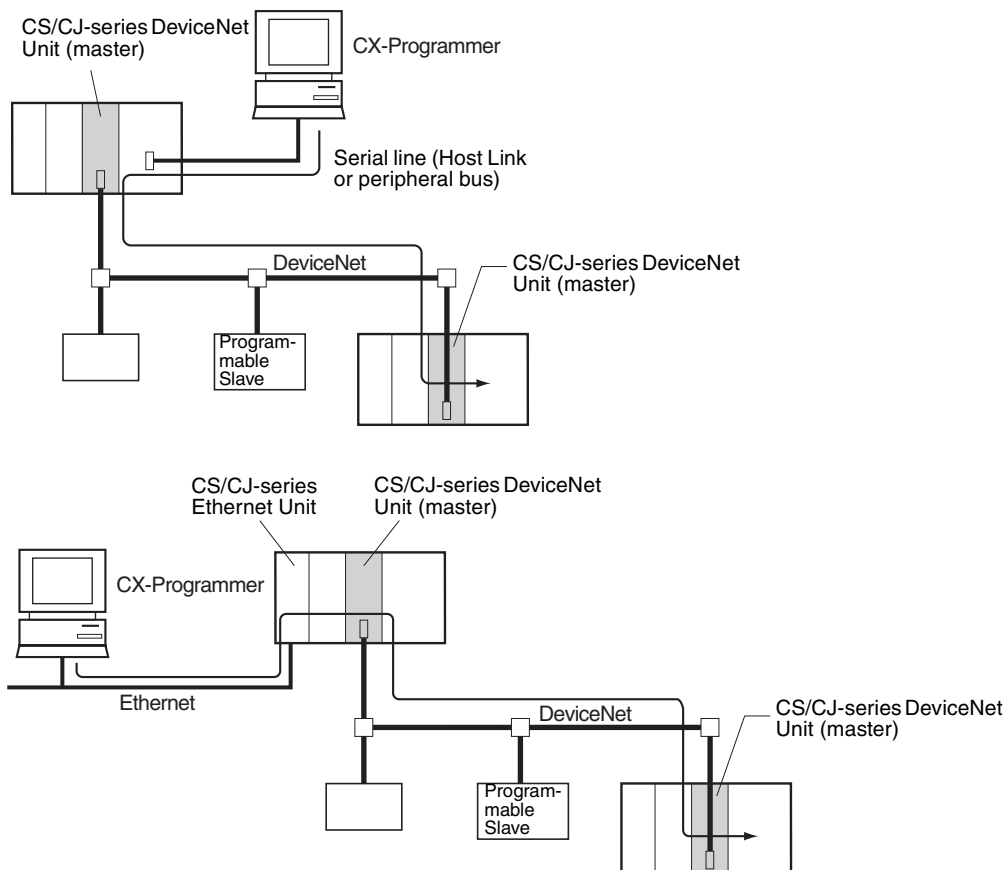 CS/CJ-series DeviceNet
Unit (master)
CX-Programmer
Serial line (Host Link
or peripheral bus)
DeviceNet
CS/CJ-series DeviceNet
Unit (master)
Program-
mable
Slave
CS/CJ-series
Ethernet Unit
CS/CJ-series DeviceNet
Unit (master)
CX-Programmer
Ethernet
DeviceNet
CS/CJ-series DeviceNet
Unit (master)
Program-
mable
Slave